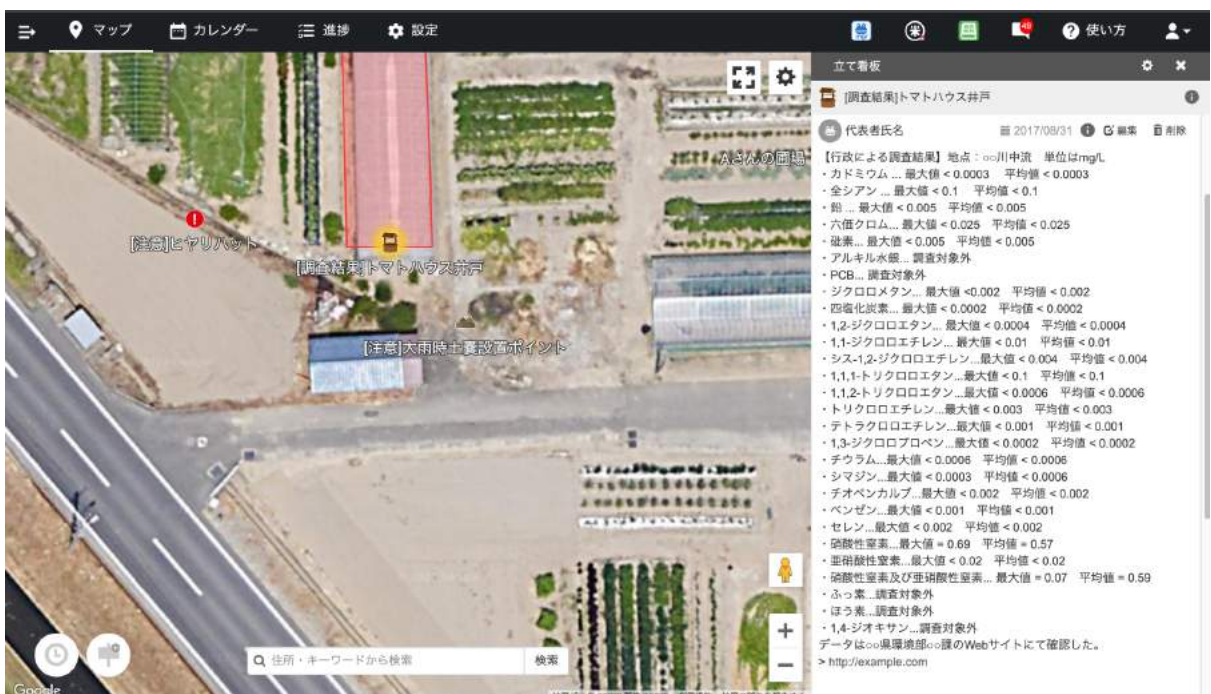 マップ カレンダー 進捗 設定 49 使い方
立て看板
[調査結果]トマトハウス井戸
代表者氏名 2017/08/31 編集 削除
【行政による調査結果】地点:○○川中流 単位はmg/L
・カドミウム ... 最大値 < 0.0003 平均値 < 0.0003
・全シアン ... 最大値 < 0.1 平均値 < 0.1
・鉛 ... 最大値 < 0.005 平均値 < 0.005
・六価クロム... 最大値 < 0.025 平均値 < 0.025
・砒素... 最大値 < 0.005 平均値 < 0.005
・アルキル水銀... 調査対象外
・PCB... 調査対象外
・ジクロロメタン... 最大値 <0.002 平均値 < 0.002
・四塩化炭素... 最大値 < 0.0002 平均値 < 0.0002
・1,2-ジクロロエタン... 最大値 < 0.0004 平均値 < 0.0004
・1,1-ジクロロエチレン... 最大値 < 0.01 平均値 < 0.01
・シス-1,2-ジクロロエチレン...最大値 < 0.004 平均値 < 0.004
・1,1,1-トリクロロエタン...最大値 < 0.1 平均値 < 0.1
・1,1,2-トリクロロエタン...最大値 < 0.0006 平均値 < 0.0006
・トリクロロエチレン...最大値 < 0.003 平均値 < 0.003
・テトラクロロエチレン...最大値 < 0.001 平均値 < 0.001
・1,3-ジクロロプロペン...最大値 < 0.0002 平均値 < 0.0002
・チウラム...最大値 < 0.0006 平均値 < 0.0006
・シマジン...最大値 < 0.0003 平均値 < 0.0006
・チオベンカルブ...最大値 < 0.002 平均値 < 0.002
・ベンゼン...最大値 < 0.001 平均値 < 0.001
・セレン...最大値 < 0.002 平均値 < 0.002
・硝酸性窒素...最大値 = 0.69 平均値 = 0.57
・亜硝酸性窒素...最大値 < 0.02 平均値 < 0.02
・硝酸性窒素及び亜硝酸性窒素... 最大値 = 0.07 平均値 = 0.59
・ふっ素...調査対象外
・ほう素...調査対象外
・1,4-ジオキサン...調査対象外
データは○○県環境部○○課のWebサイトにて確認した。
> http://example.com
Aさんの圃場
[注意]ヒヤリハット
[調査結果]トマトハウス井戸
[注意]大雨時土嚢設置ポイント
住所・キーワードから検索 検索
Google